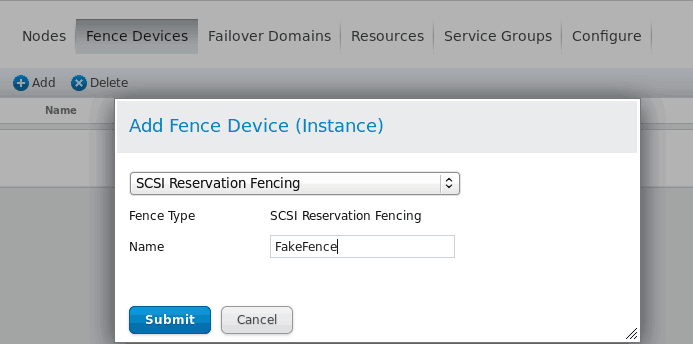 Nodes Fence Devices Failover Domains Resources Service Groups Configure
Add Delete
Name
Add Fence Device (Instance)
SCSI Reservation Fencing
Fence Type SCSI Reservation Fencing
Name FakeFence
Submit Cancel